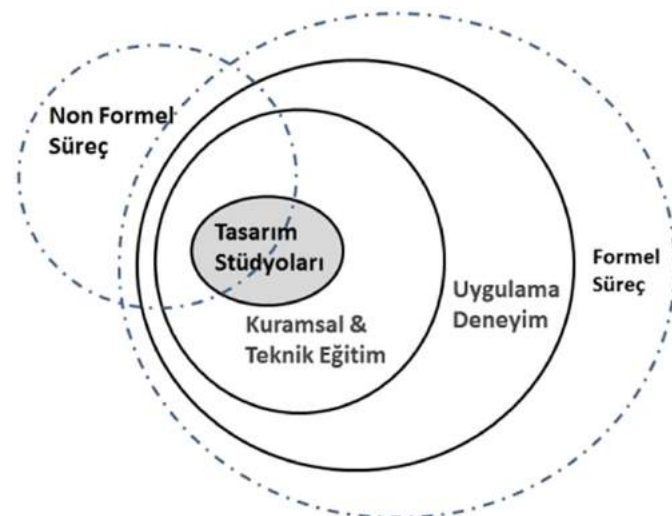 Non Formel
Süreç
Tasarım
Stüdyoları
Kuramsal &
Teknik Eğitim
Uygulama
Deneyim
Formel
Süreç